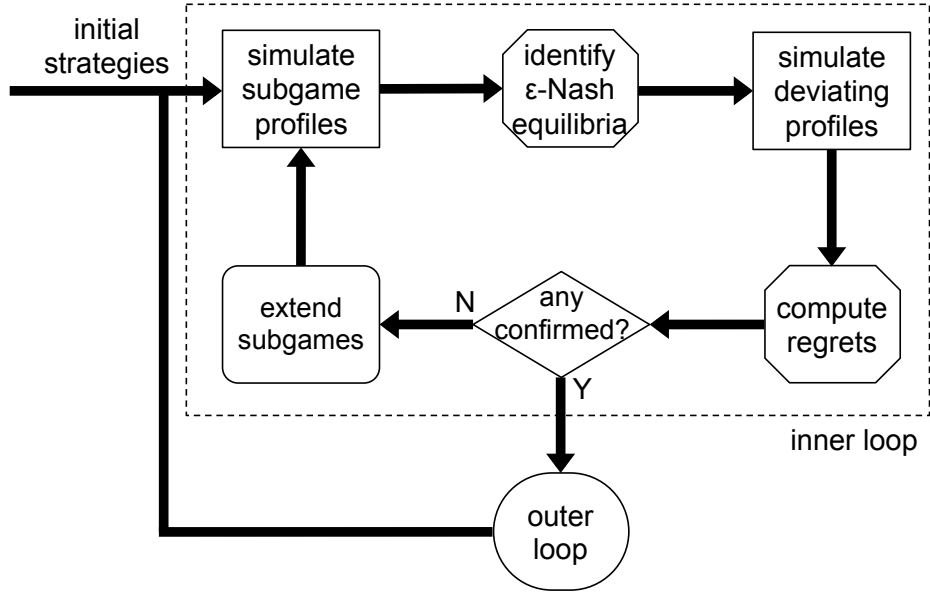 initial
strategies
simulate
subgame
profiles
identify
ε-Nash
equilibria
simulate
deviating
profiles
extend
subgames
N
any
confirmed?
compute
regrets
Y
inner loop
outer
loop